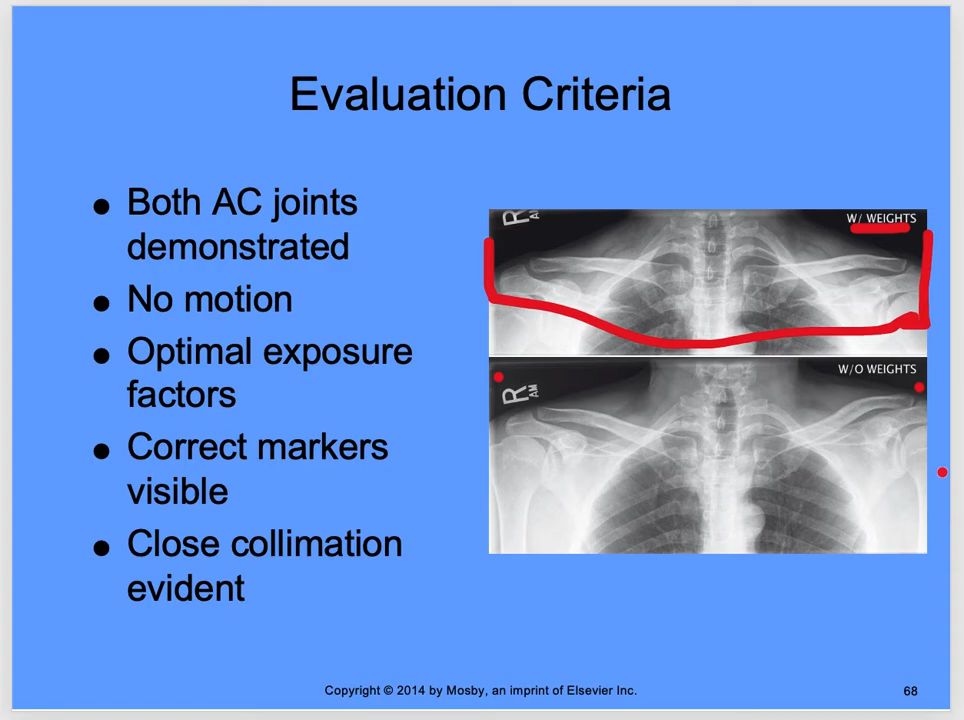 Evaluation Criteria
● Both AC joints
demonstrated
● No motion
● Optimal exposure
factors
● Correct markers
visible
● Close collimation
evident
R
W/ WEIGHTS
W/O WEIGHTS
R
AM
Copyright © 2014 by Mosby, an imprint of Elsevier Inc.
68